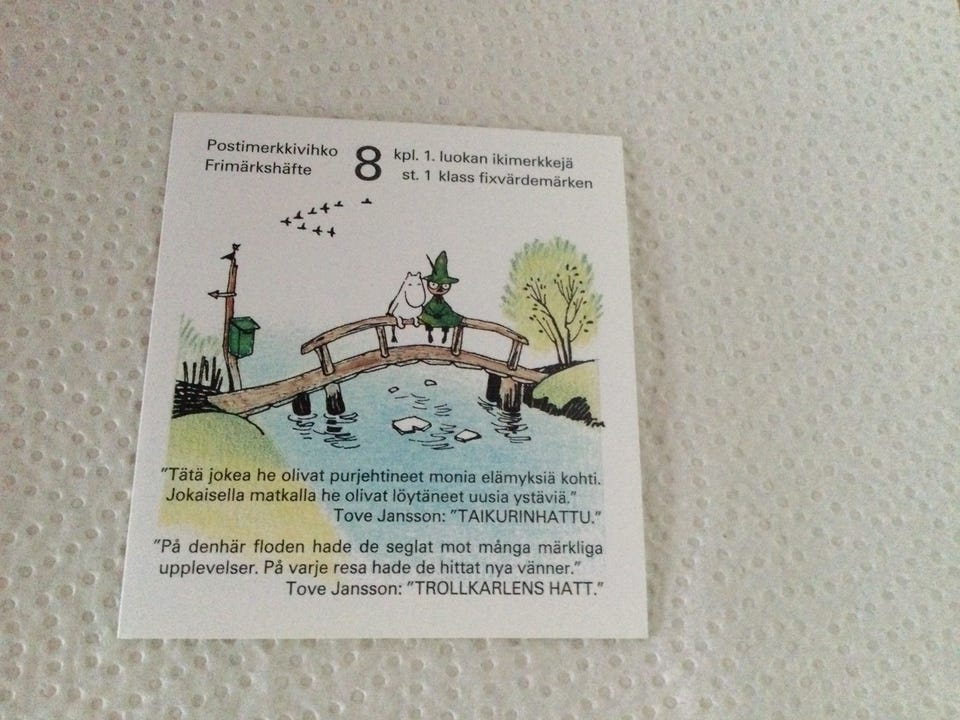 Postimerkkivihko
Frimärkshäfte
8
kpl. 1. luokan ikimerkkejä
st. 1 klass fixvärdemärken
”Tätä jokea he olivat purjehtineet monia elämyksiä kohti.
Jokaisella matkalla he olivat löytäneet uusia ystäviä.”
Tove Jansson: ”TAIKURINHATTU.”
”På denhär floden hade de seglat mot många märkliga
upplevelser. På varje resa hade de hittat nya vänner.”
Tove Jansson: ”TROLLKARLENS HATT.”